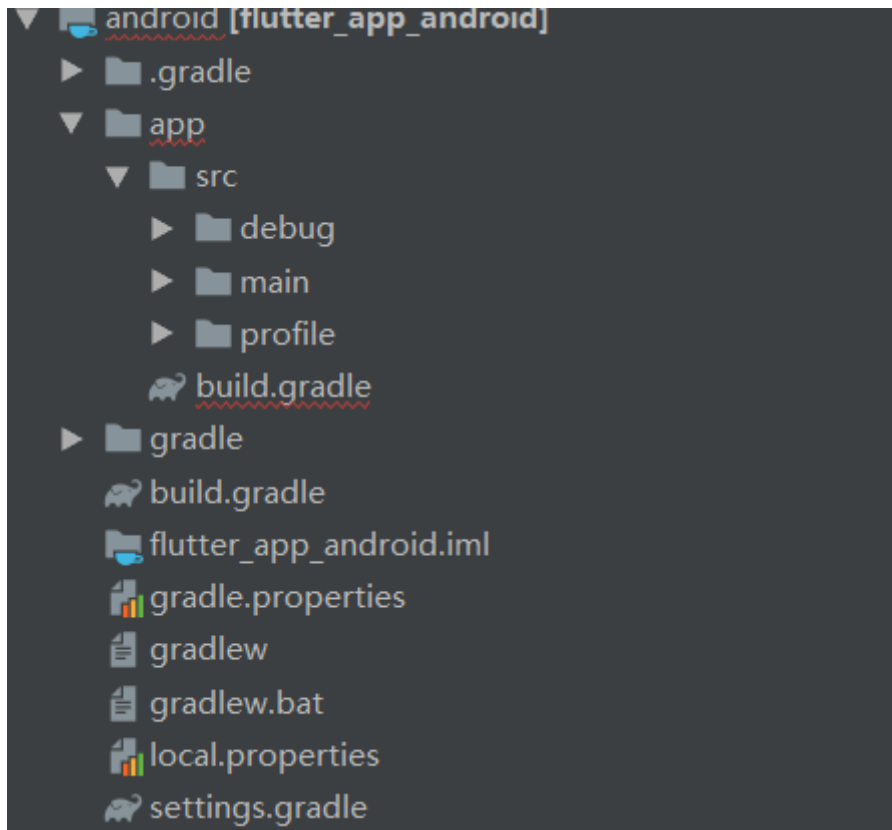 android [flutter_app_android]
.gradle
app
src
debug
main
profile
build.gradle
gradle
build.gradle
flutter_app_android.iml
gradle.properties
gradlew
gradlew.bat
local.properties
settings.gradle